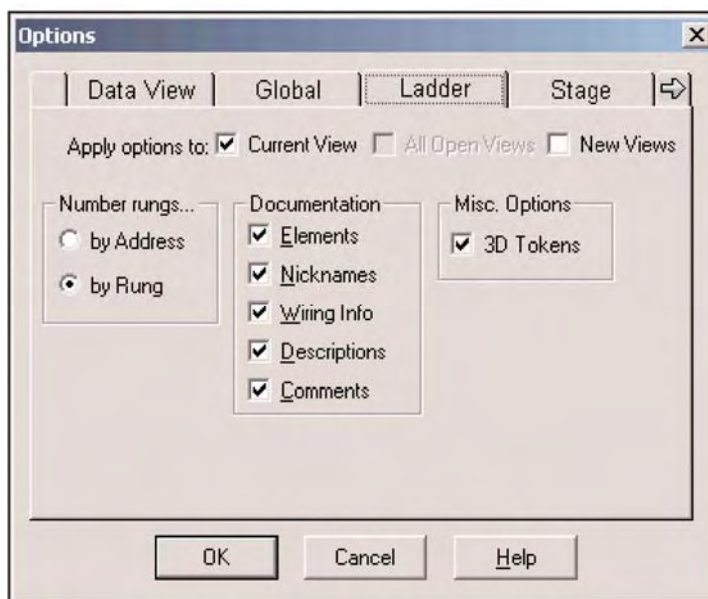 Options
Data View Global Ladder Stage
Apply options to: Current View All Open Views New Views
Number rungs... Documentation Misc. Options
by Address Elements 3D Tokens
by Rung Nicknames
Wiring Info
Descriptions
Comments
OK Cancel Help